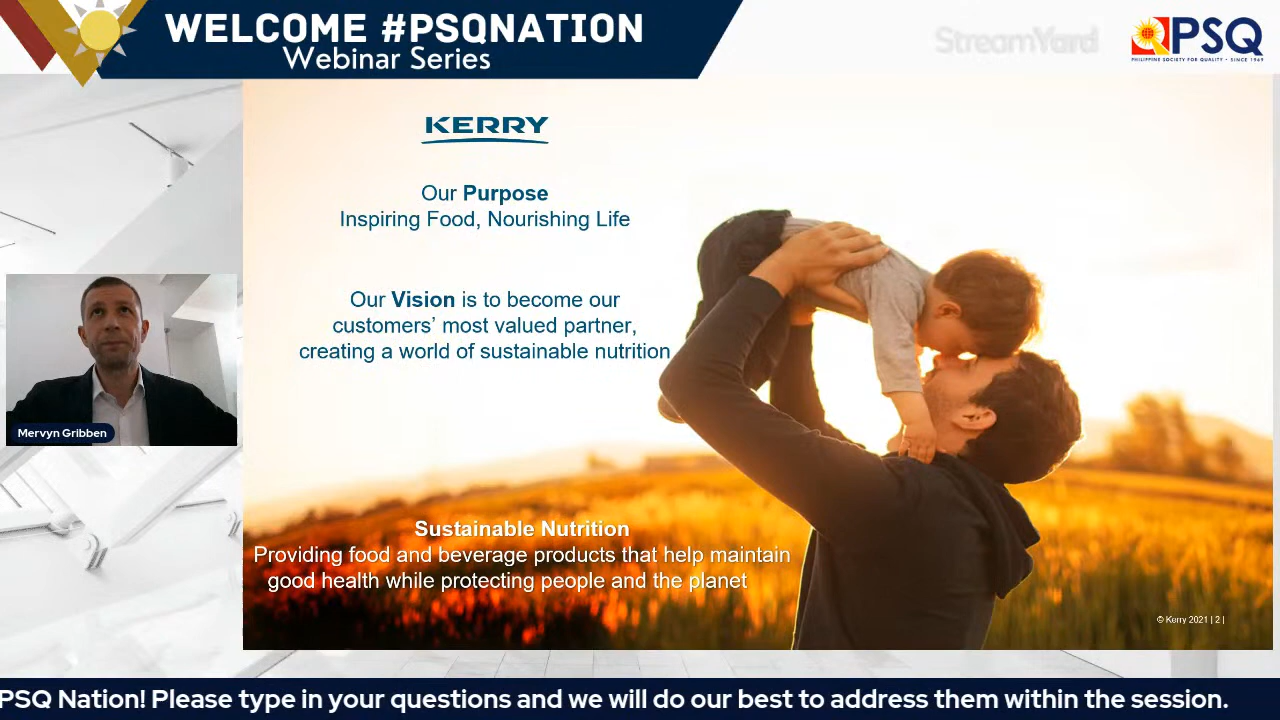 WELCOME #PSQNATION
Webinar Series
StreamYard
PSQ
PHILIPPINE SOCIETY FOR QUALITY • SINCE 1969
KERRY
Our Purpose
Inspiring Food, Nourishing Life
Our Vision is to become our
customers’ most valued partner,
creating a world of sustainable nutrition
Mervyn Gribben
Sustainable Nutrition
Providing food and beverage products that help maintain
good health while protecting people and the planet
© Kerry 2021 | 2 |
PSQ Nation! Please type in your questions and we will do our best to address them within the session.